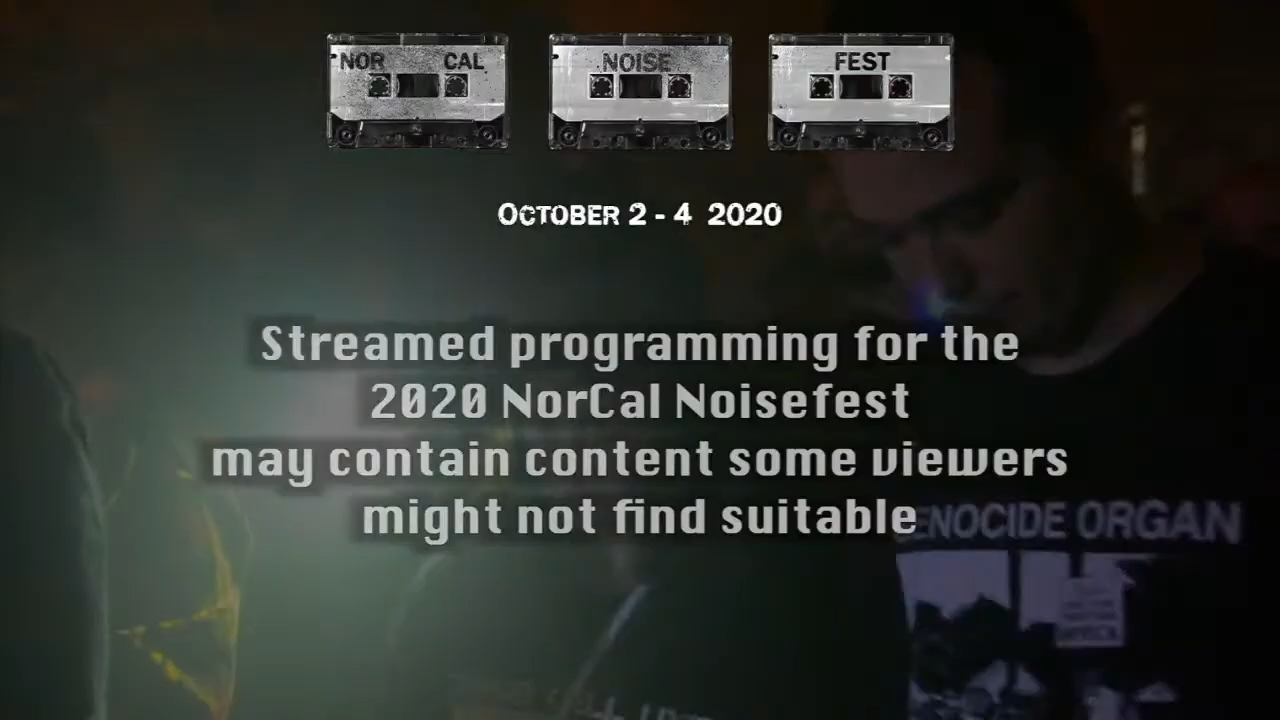 NOR CAL NOISE FEST
OCTOBER 2 - 4 2020
Streamed programming for the
2020 NorCal Noisefest
may contain content some viewers
might not find suitable
ENOCIDE ORGAN